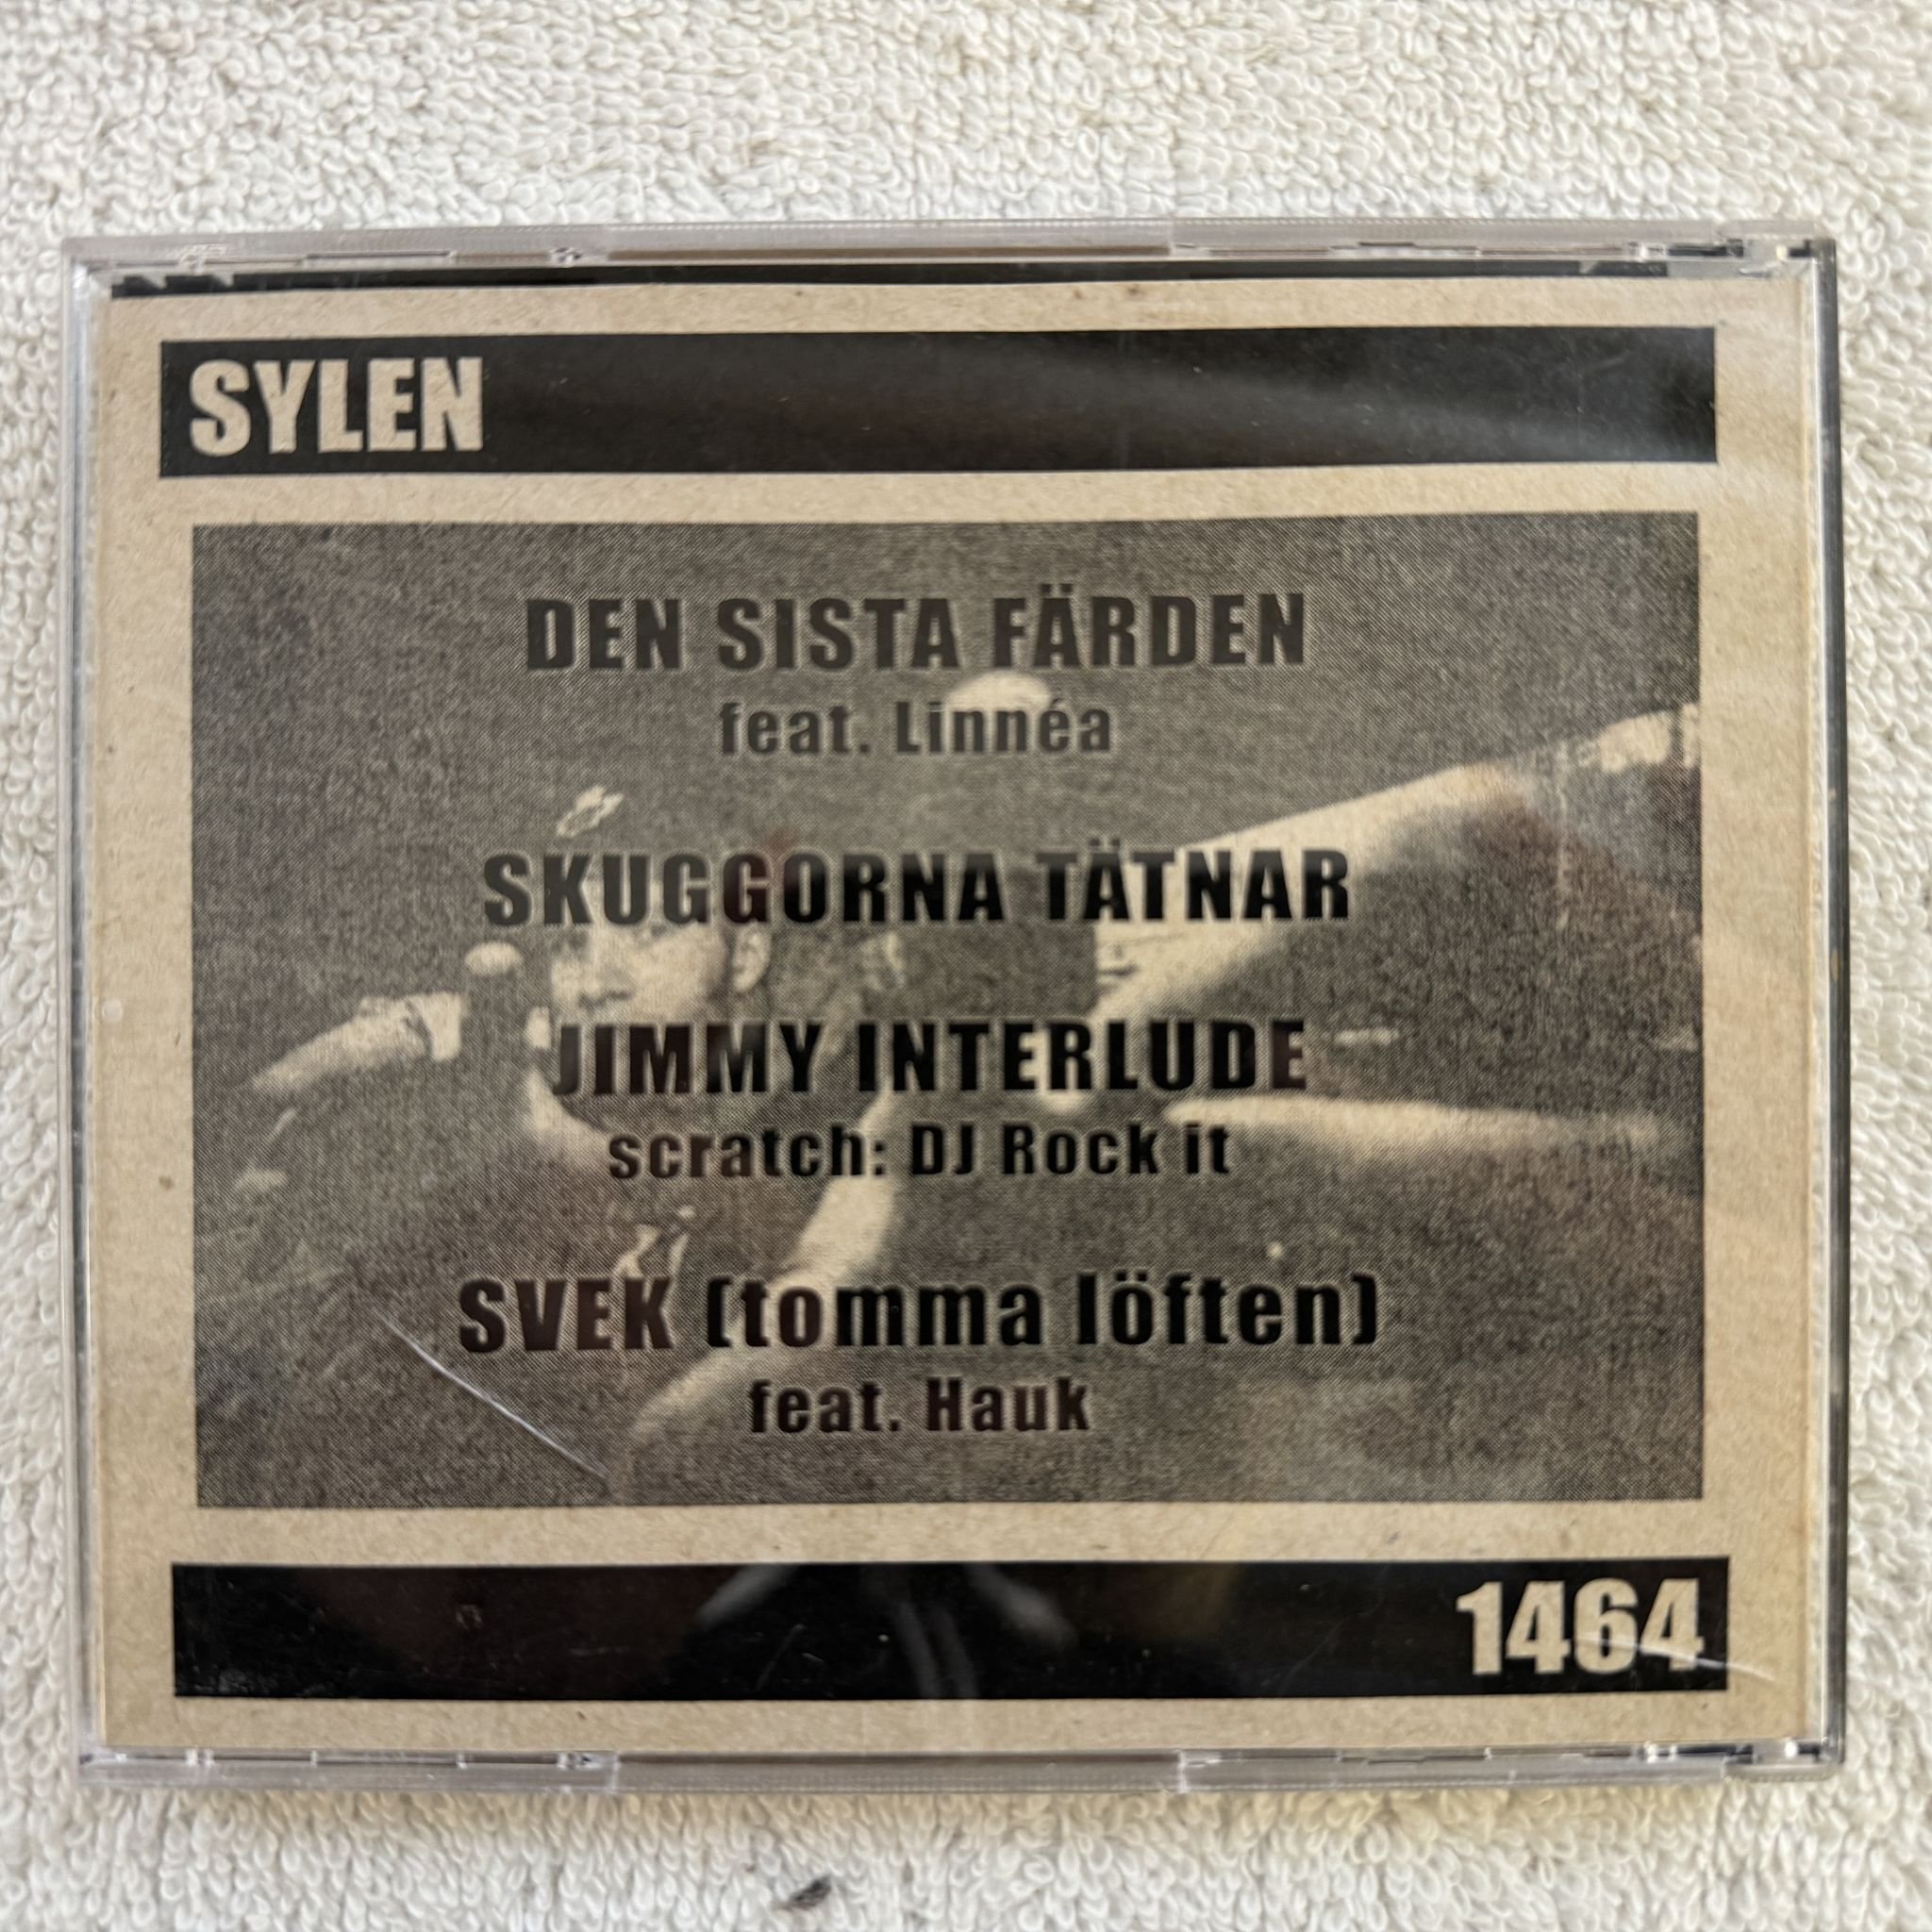 SYLEN
DEN SISTA FÄRDEN
feat. Linnéa
SKUGGORNA TÄTNAR
JIMMY INTERLUDE
scratch: DJ Rock it
SVEK (tomma löften)
feat. Hauk
1464